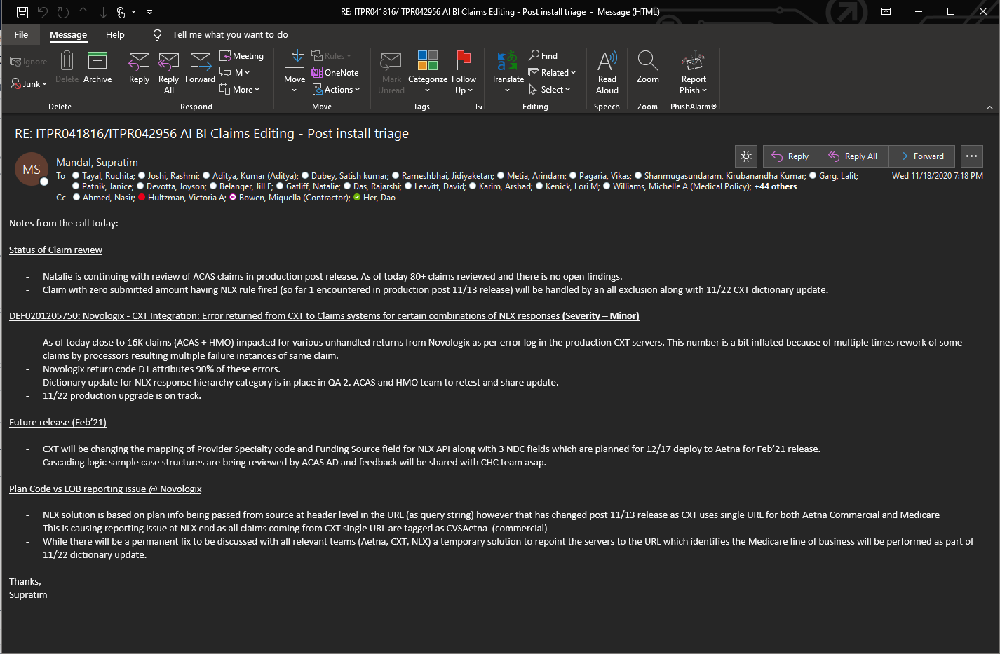 RE: ITPR041816/ITPR042956 AI BI Claims Editing - Post install triage - Message (HTML)
File Message Help Tell me what you want to do
Ignore
Junk
Delete
Archive
Reply
Reply All
Forward
Meeting
IM
More
Move
Rules
OneNote
Actions
Mark Unread
Categorize
Follow Up
Translate
Find
Related
Select
Read Aloud
Zoom
Report Phish
Delete Respond Move Tags Editing Speech Zoom PhishAlarm®
RE: ITPR041816/ITPR042956 AI BI Claims Editing - Post install triage
MS
Mandal, Supratim
Reply Reply All Forward
To Tayal, Ruchita; Joshi, Rashmi; Aditya, Kumar (Aditya); Dubey, Satish kumar; Rameshbhai, Jidiyaketan; Metia, Arindam; Pagaria, Vikas; Shanmugasundaram, Kirubanandha Kumar; Garg, Lalit;
Wed 11/18/2020 7:18 PM
Patnik, Janice; Devotta, Joyson; Belanger, Jill E; Gatliff, Natalie; Das, Rajarshi; Leavitt, David; Karim, Arshad; Kenick, Lori M; Williams, Michelle A (Medical Policy); +44 others
Cc Ahmed, Nasir; Hultzman, Victoria A; Bowen, Miquella (Contractor); Her, Dao
Notes from the call today:
Status of Claim review
- Natalie is continuing with review of ACAS claims in production post release. As of today 80+ claims reviewed and there is no open findings.
- Claim with zero submitted amount having NLX rule fired (so far 1 encountered in production post 11/13 release) will be handled by an all exclusion along with 11/22 CXT dictionary update.
DEF0201205750: Novologix - CXT Integration: Error returned from CXT to Claims systems for certain combinations of NLX responses (Severity – Minor)
- As of today close to 16K claims (ACAS + HMO) impacted for various unhandled returns from Novologix as per error log in the production CXT servers. This number is a bit inflated because of multiple times rework of some
claims by processors resulting multiple failure instances of same claim.
- Novologix return code D1 attributes 90% of these errors.
- Dictionary update for NLX response hierarchy category is in place in QA 2. ACAS and HMO team to retest and share update.
- 11/22 production upgrade is on track.
Future release (Feb’21)
- CXT will be changing the mapping of Provider Specialty code and Funding Source field for NLX API along with 3 NDC fields which are planned for 12/17 deploy to Aetna for Feb’21 release.
- Cascading logic sample case structures are being reviewed by ACAS AD and feedback will be shared with CHC team asap.
Plan Code vs LOB reporting issue @ Novologix
- NLX solution is based on plan info being passed from source at header level in the URL (as query string) however that has changed post 11/13 release as CXT uses single URL for both Aetna Commercial and Medicare
- This is causing reporting issue at NLX end as all claims coming from CXT single URL are tagged as CVSAetna (commercial)
- While there will be a permanent fix to be discussed with all relevant teams (Aetna, CXT, NLX) a temporary solution to repoint the servers to the URL which identifies the Medicare line of business will be performed as part of
11/22 dictionary update.
Thanks,
Supratim